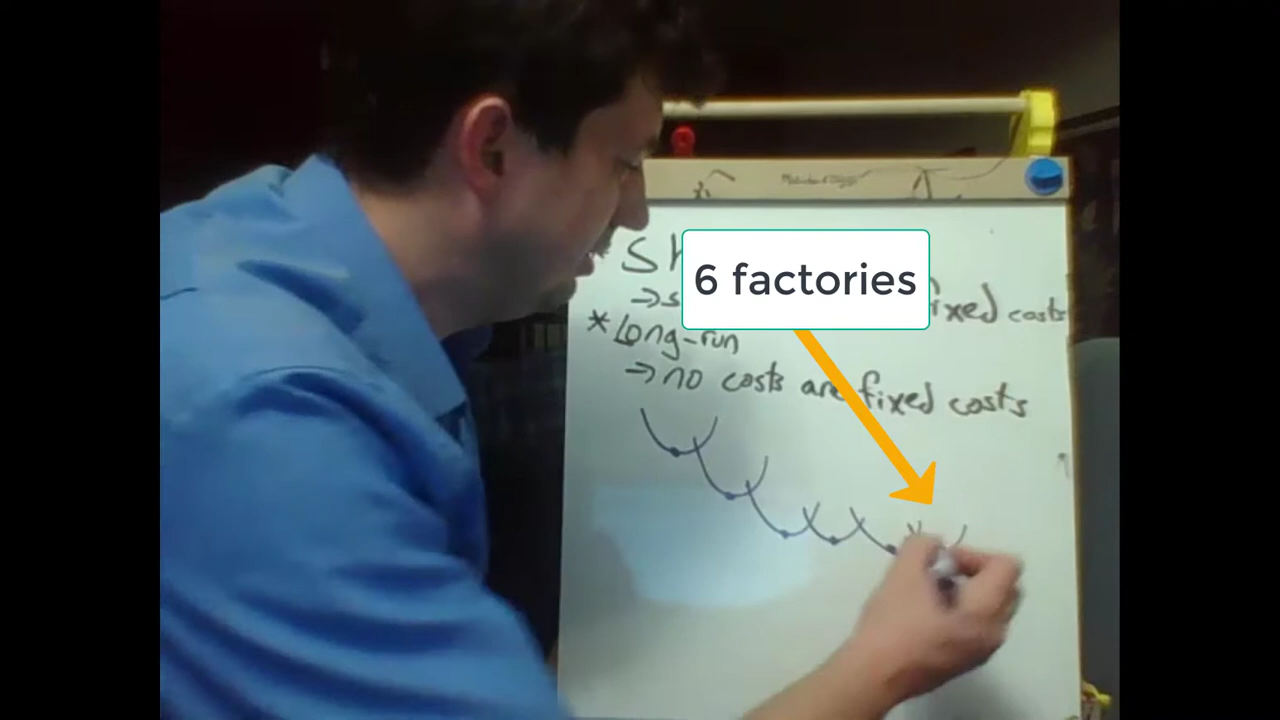 * Sh
6 factories
→ s fixed costs
* Long-run
→ no costs are fixed costs